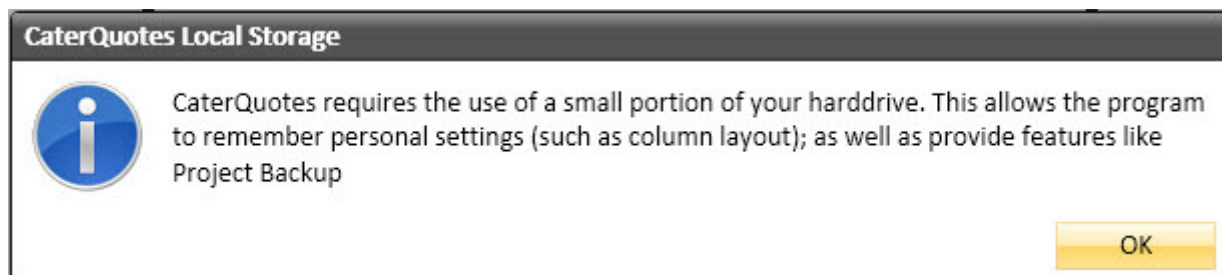 CaterQuotes Local Storage
CaterQuotes requires the use of a small portion of your harddrive. This allows the program
to remember personal settings (such as column layout); as well as provide features like
Project Backup
OK